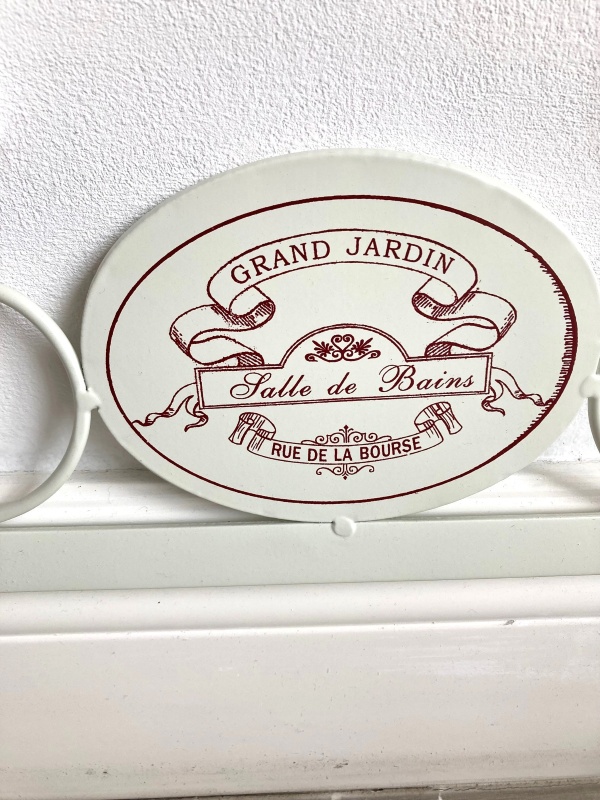 GRAND JARDIN
Salle de Bains
RUE DE LA BOURSE